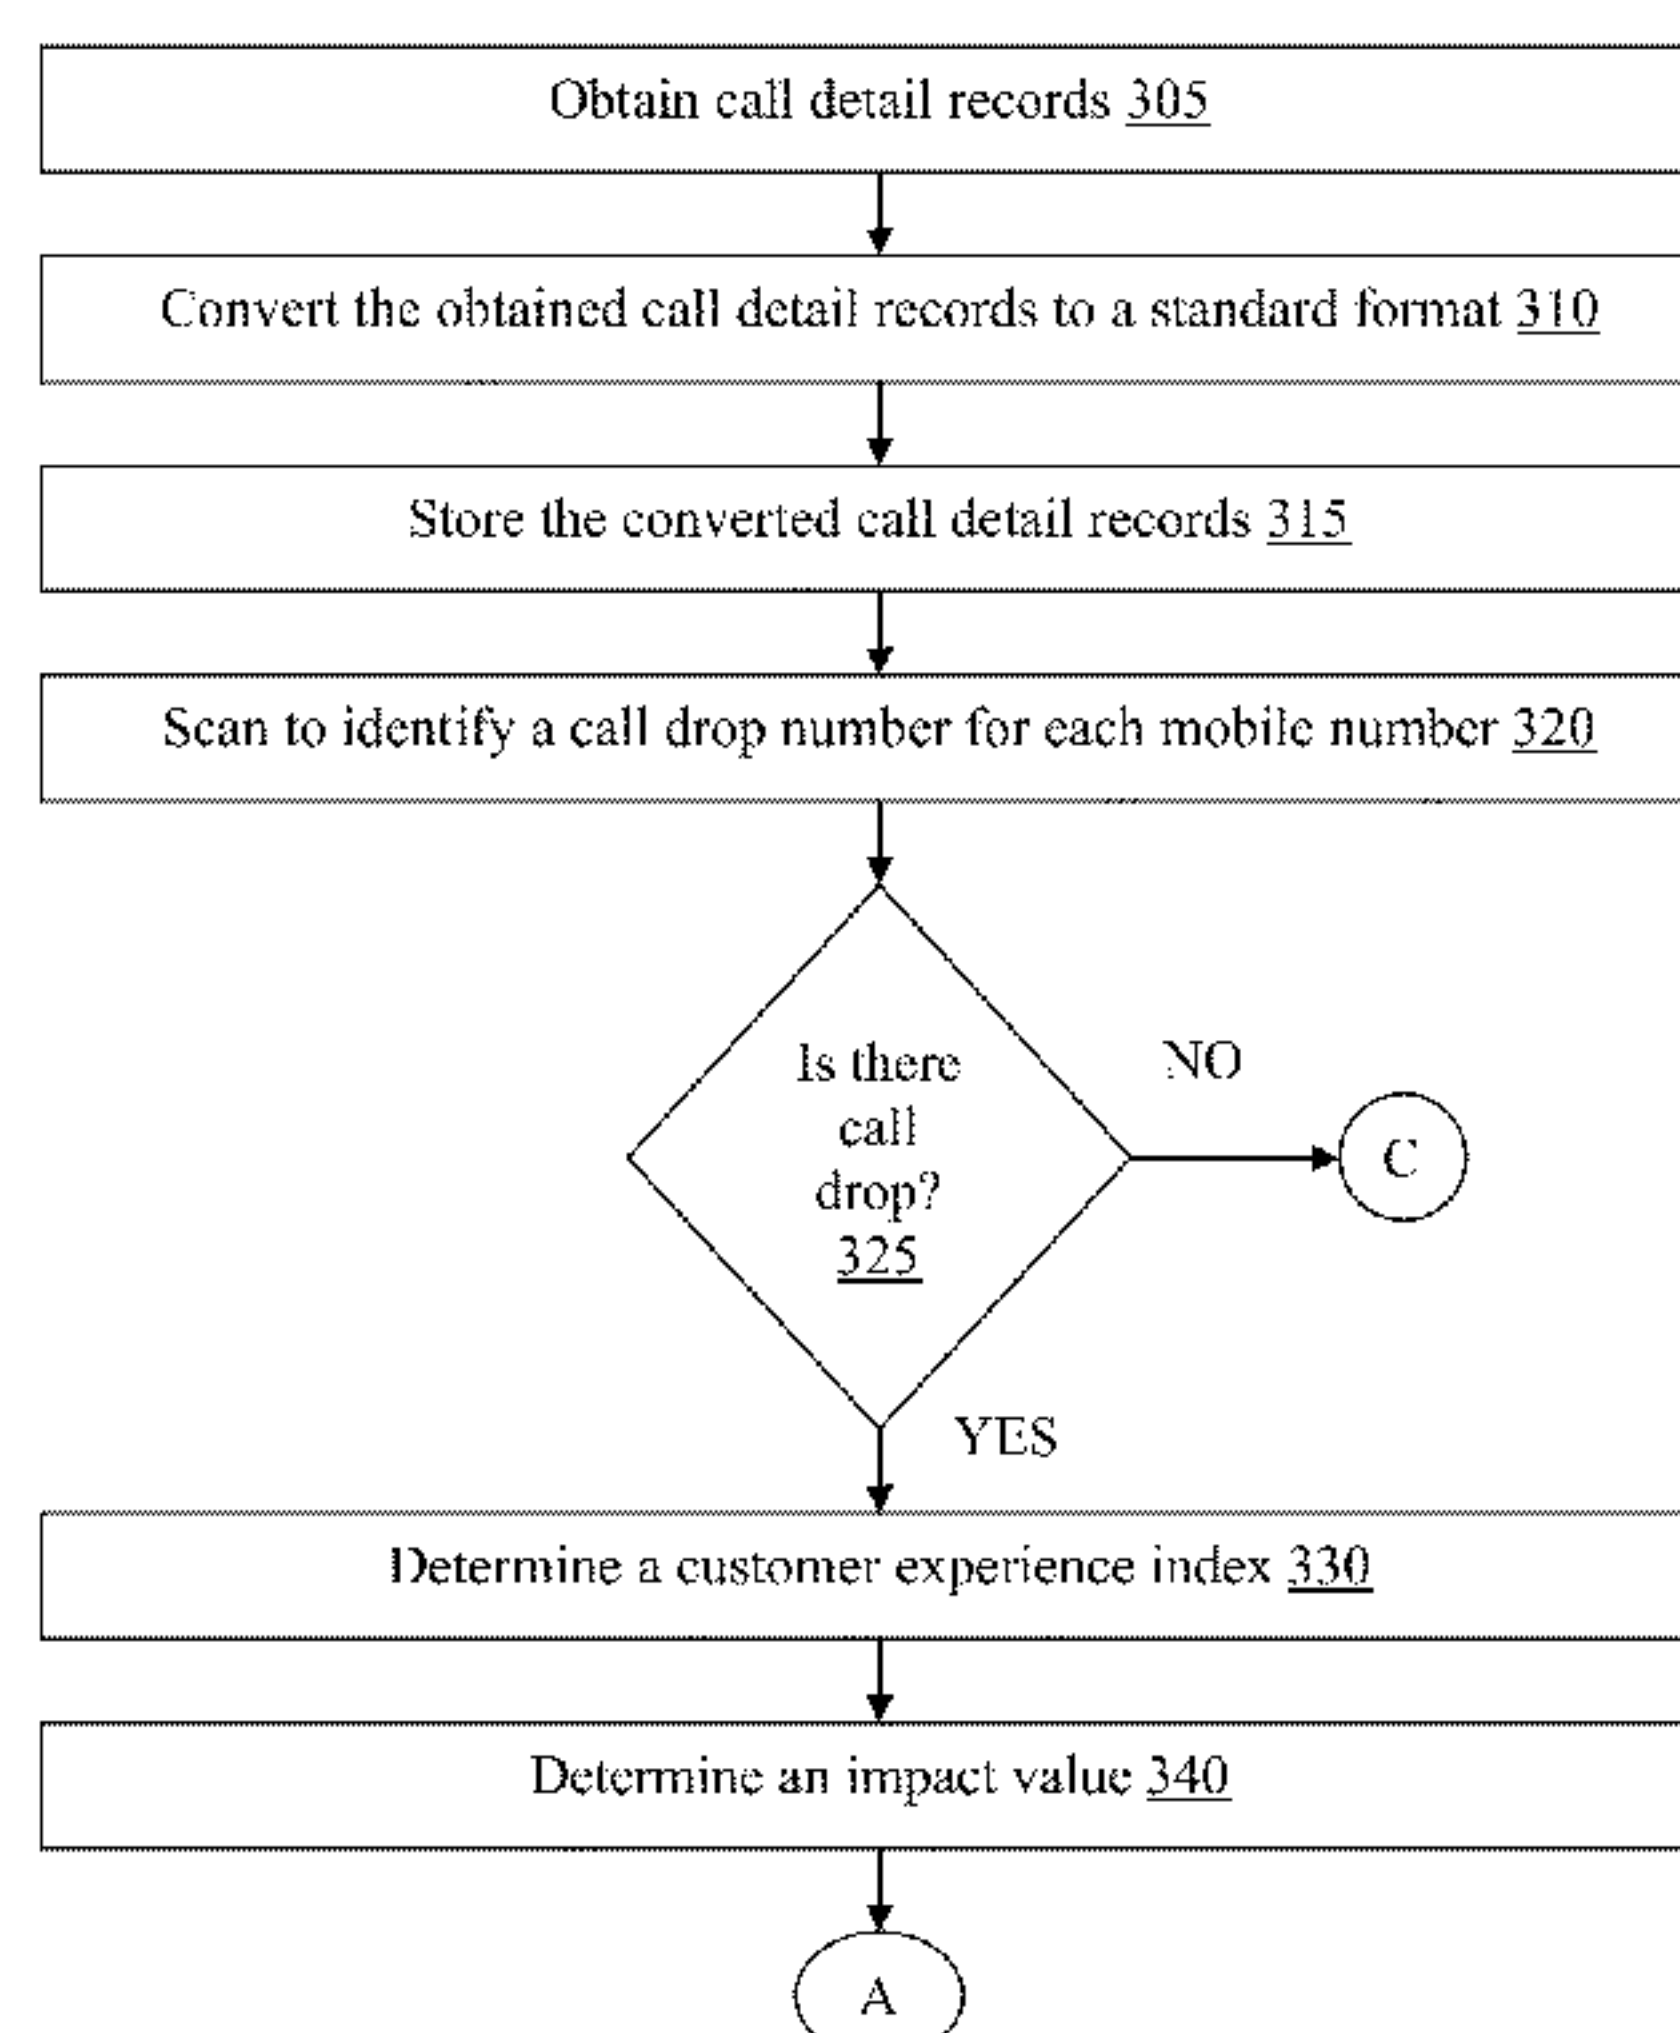 Obtain call detail records 305
Convert the obtained call detail records to a standard format 310
Store the converted call detail records 315
Scan to identify a call drop number for each mobile number 320
Is there
call
drop?
325
NO
C
YES
Determine a customer experience index 330
Determine an impact value 340
A